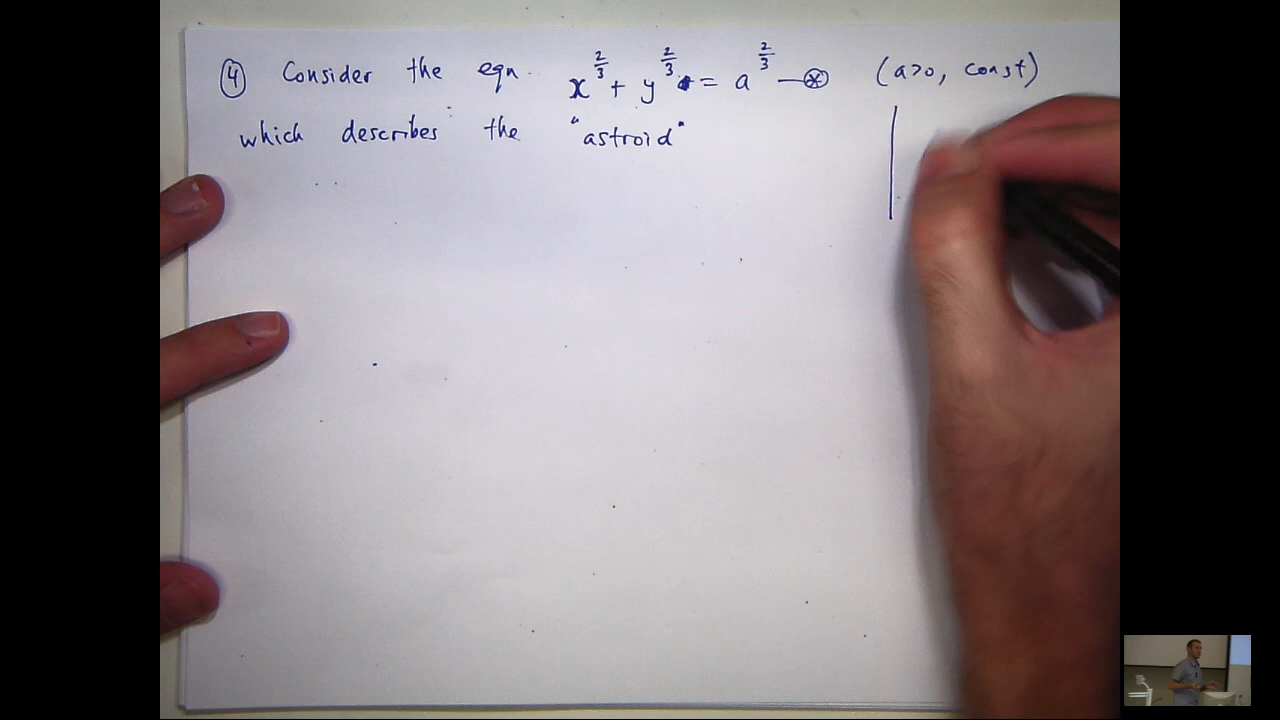 ④ Consider the eqn. x^{2/3} + y^{2/3} = a^{2/3} —⊛ (a>0, const)
which describes the "astroid"